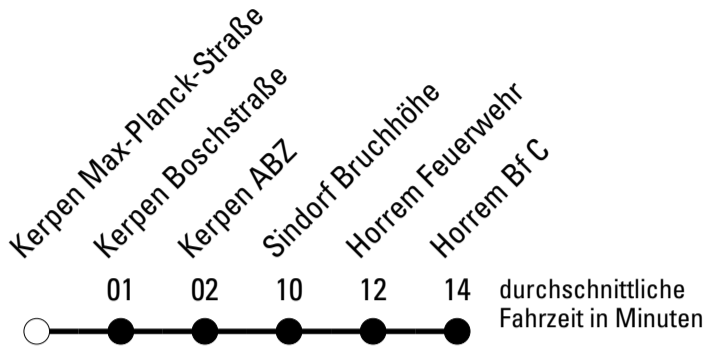 Kerpen Max-Planck-Straße
Kerpen Boschstraße
Kerpen ABZ
Sindorf Bruchhöhe
Horrem Feuerwehr
Horrem Bf C
01 02 10 12 14 durchschnittliche
Fahrzeit in Minuten